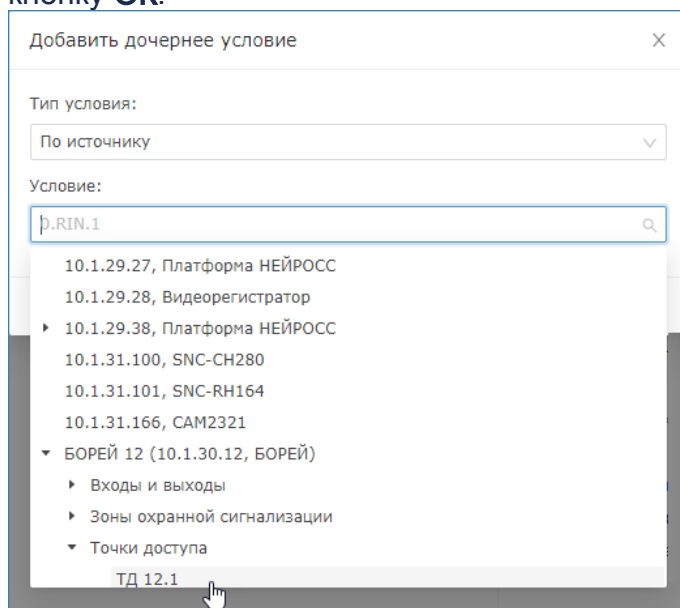 кнопку ОК.
Добавить дочернее условие
Тип условия:
По источнику
Условие:
0.RIN.1
10.1.29.27, Платформа НЕЙРОСС
10.1.29.28, Видеорегистратор
10.1.29.38, Платформа НЕЙРОСС
10.1.31.100, SNC-CH280
10.1.31.101, SNC-RH164
10.1.31.166, CAM2321
БОРЕЙ 12 (10.1.30.12, БОРЕЙ)
Входы и выходы
Зоны охранной сигнализации
Точки доступа
ТД 12.1